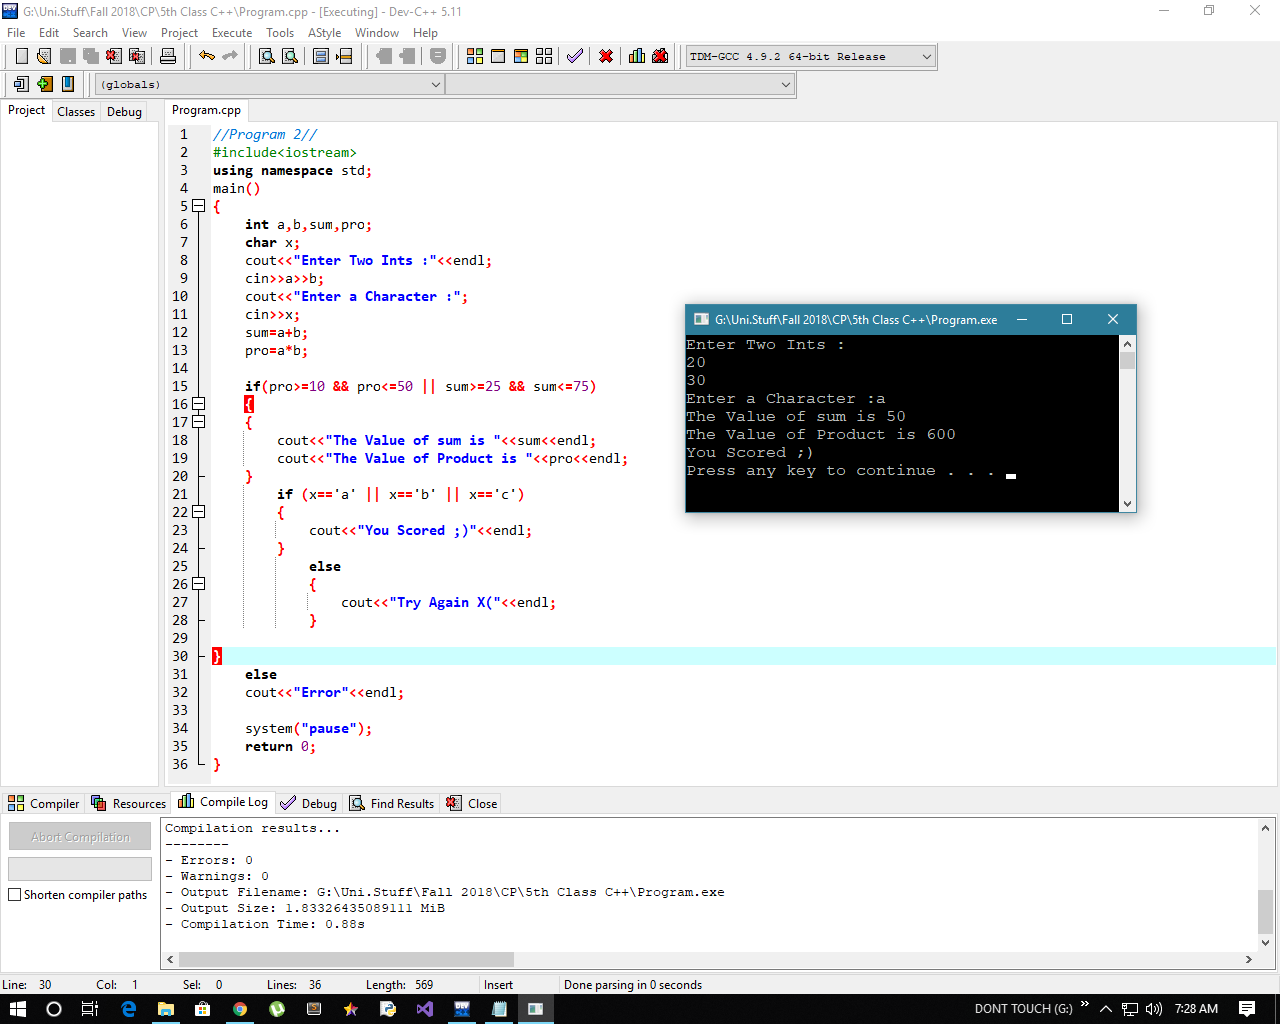 G:\Uni.Stuff\Fall 2018\CP\5th Class C++\Program.cpp - [Executing] - Dev-C++ 5.11
File Edit Search View Project Execute Tools AStyle Window Help
TDM-GCC 4.9.2 64-bit Release
(globals)
Project Classes Debug
Program.cpp
1 //Program 2//
2 #include<iostream>
3 using namespace std;
4 main()
5 {
6 int a,b,sum,pro;
7 char x;
8 cout<<"Enter Two Ints :"<<endl;
9 cin>>a>>b;
10 cout<<"Enter a Character :";
11 cin>>x;
12 sum=a+b;
13 pro=a*b;
14
15 if(pro>=10 && pro<=50 || sum>=25 && sum<=75)
16 {
17 {
18 cout<<"The Value of sum is "<<sum<<endl;
19 cout<<"The Value of Product is "<<pro<<endl;
20 }
21 if (x=='a' || x=='b' || x=='c')
22 {
23 cout<<"You Scored ;)"<<endl;
24 }
25 else
26 {
27 cout<<"Try Again X("<<endl;
28 }
29
30 }
31 else
32 cout<<"Error"<<endl;
33
34 system("pause");
35 return 0;
36 }
G:\Uni.Stuff\Fall 2018\CP\5th Class C++\Program.exe
Enter Two Ints :
20
30
Enter a Character :a
The Value of sum is 50
The Value of Product is 600
You Scored ;)
Press any key to continue . . .
Compiler Resources Compile Log Debug Find Results Close
Abort Compilation
Shorten compiler paths
Compilation results...
--------
- Errors: 0
- Warnings: 0
- Output Filename: G:\Uni.Stuff\Fall 2018\CP\5th Class C++\Program.exe
- Output Size: 1.83326435089111 MiB
- Compilation Time: 0.88s
Line: 30 Col: 1 Sel: 0 Lines: 36 Length: 569 Insert Done parsing in 0 seconds
DONT TOUCH (G:) 7:28 AM